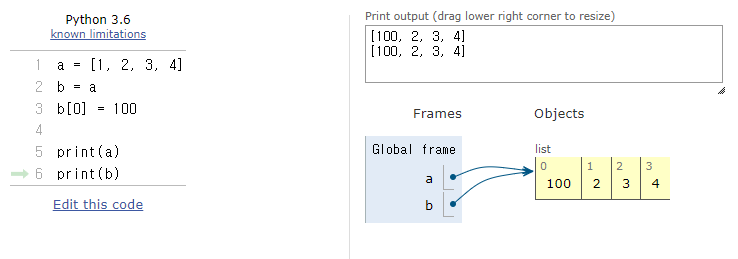 Python 3.6
known limitations
1 a = [1, 2, 3, 4]
2 b = a
3 b[0] = 100
4
5 print(a)
6 print(b)
Edit this code
Print output (drag lower right corner to resize)
[100, 2, 3, 4]
[100, 2, 3, 4]
Frames Objects
Global frame
a
b
list
0 1 2 3
100 2 3 4